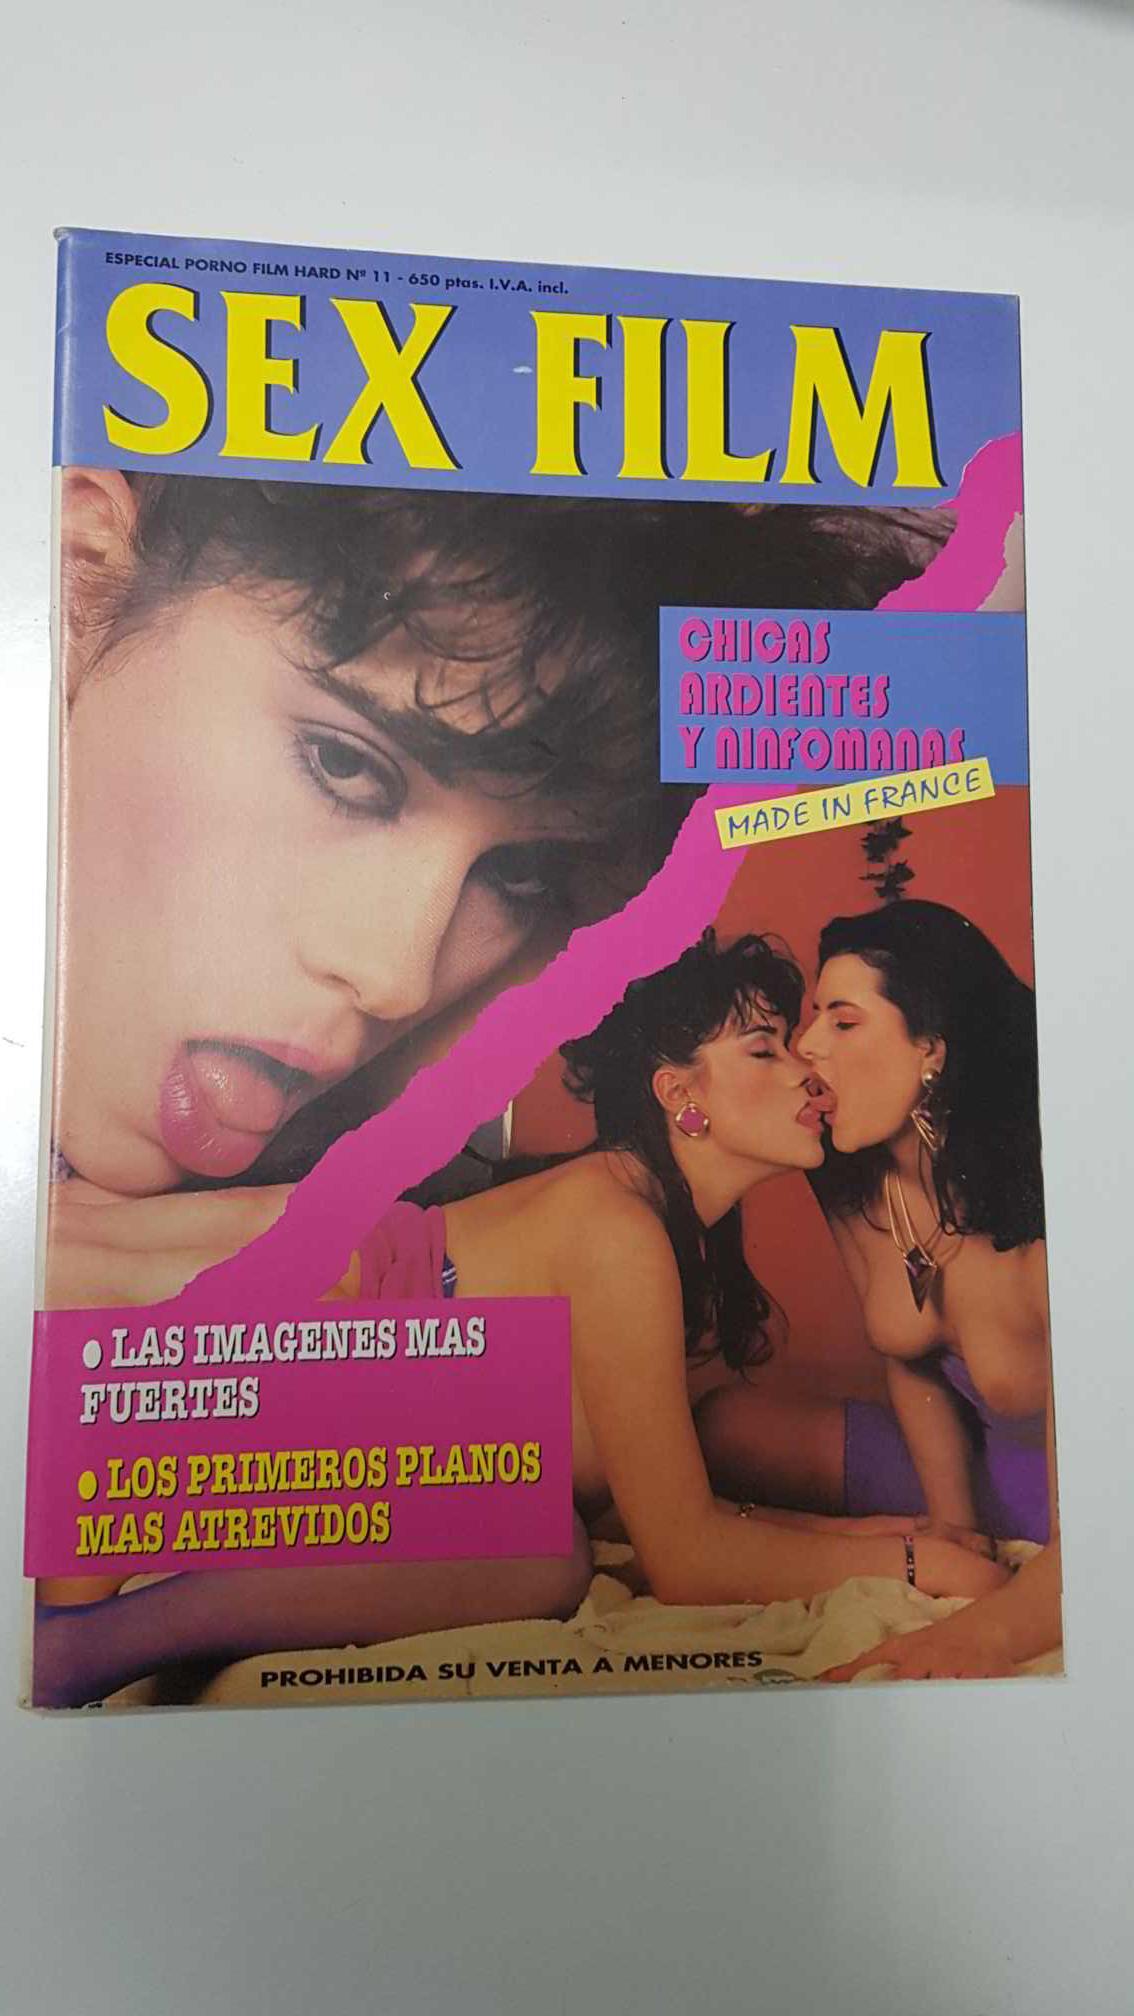 ESPECIAL PORNO FILM HARD Nº 11 - 650 ptas. I.V.A. incl.
SEX FILM
CHICAS
ARDIENTES
Y NINFOMANAS
MADE IN FRANCE
● LAS IMAGENES MAS
FUERTES
● LOS PRIMEROS PLANOS
MAS ATREVIDOS
PROHIBIDA SU VENTA A MENORES